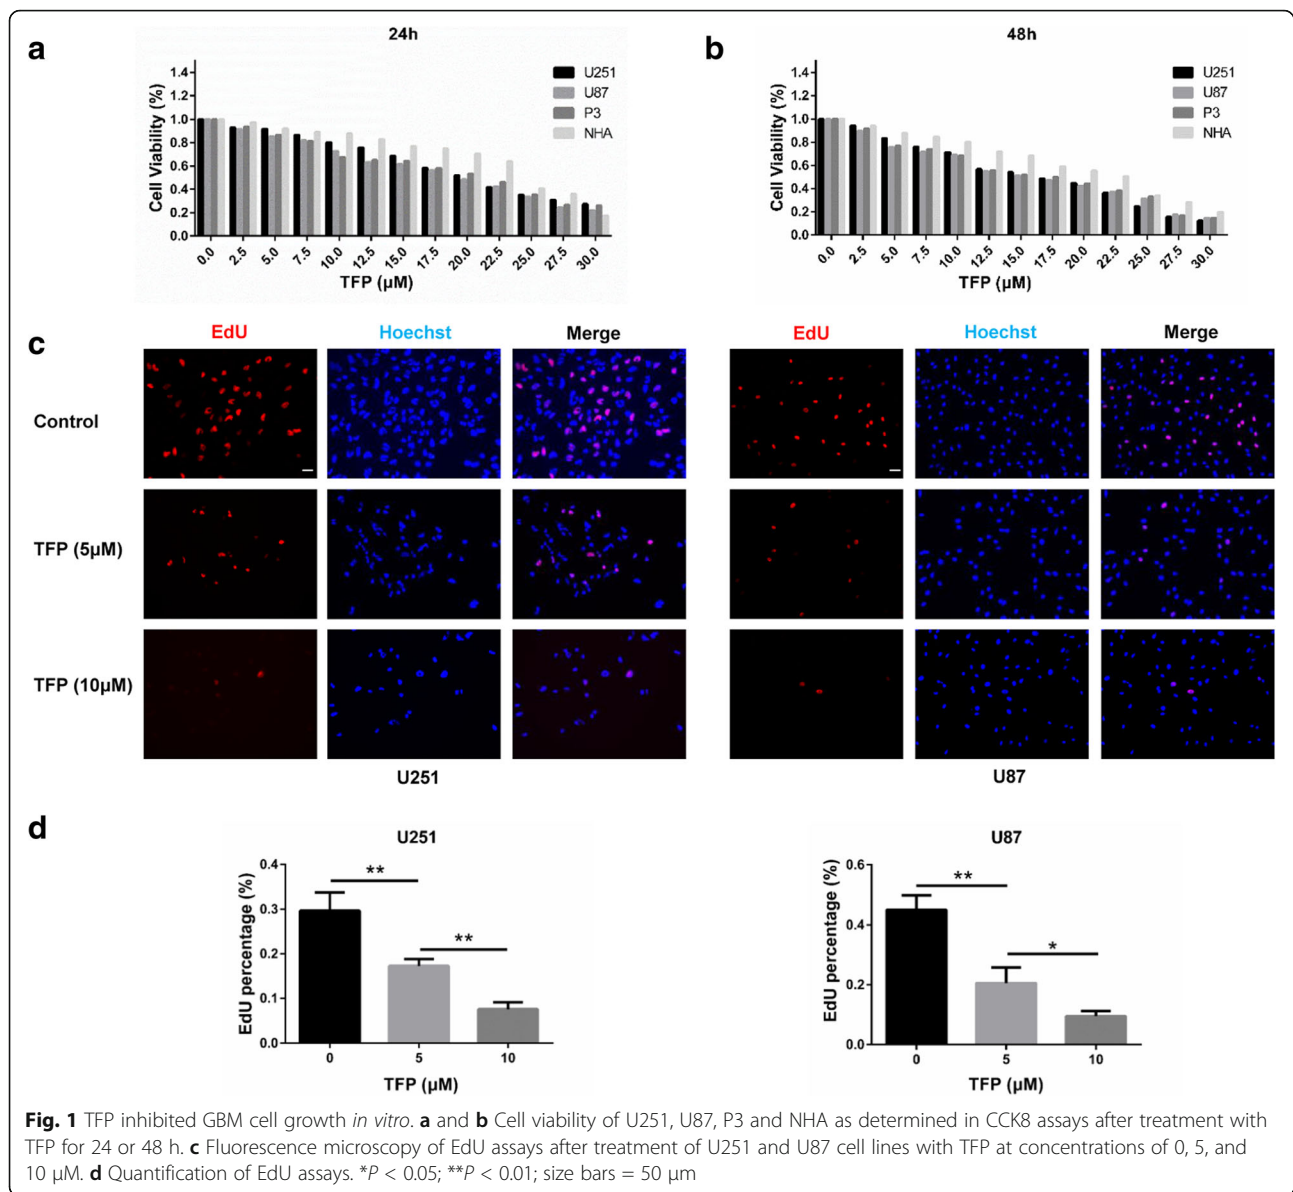 a
24h
Cell Viability (%)
1.4
1.2
1.0
0.8
0.6
0.4
0.2
0.0
U251
U87
P3
NHA
0.0 2.5 5.0 7.5 10.0 12.5 15.0 17.5 20.0 22.5 25.0 27.5 30.0
TFP (µM)
b
48h
Cell Viability (%)
1.4
1.2
1.0
0.8
0.6
0.4
0.2
0.0
U251
U87
P3
NHA
0.0 2.5 5.0 7.5 10.0 12.5 15.0 17.5 20.0 22.5 25.0 27.5 30.0
TFP (µM)
c
EdU Hoechst Merge EdU Hoechst Merge
Control
TFP (5µM)
TFP (10µM)
U251 U87
d
U251
EdU percentage (%)
0.4
0.3
0.2
0.1
0.0
**
**
0 5 10
TFP (µM)
U87
EdU percentage (%)
0.6
0.4
0.2
0.0
**
*
0 5 10
TFP (µM)
Fig. 1 TFP inhibited GBM cell growth in vitro. a and b Cell viability of U251, U87, P3 and NHA as determined in CCK8 assays after treatment with
TFP for 24 or 48 h. c Fluorescence microscopy of EdU assays after treatment of U251 and U87 cell lines with TFP at concentrations of 0, 5, and
10 µM. d Quantification of EdU assays. *P < 0.05; **P < 0.01; size bars = 50 µm